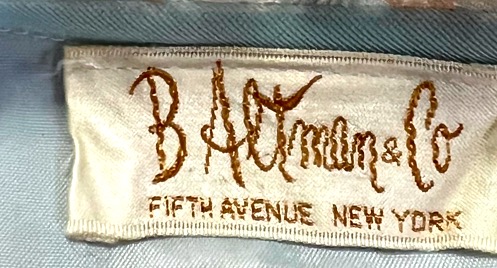 B Altman & Co
FIFTH AVENUE NEW YORK